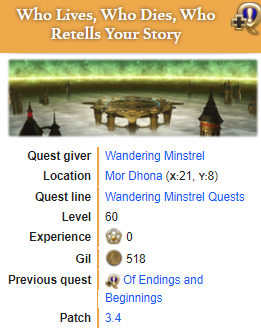 Who Lives, Who Dies, Who
Retells Your Story
Quest giver Wandering Minstrel
Location Mor Dhona (x:21, Y:8)
Quest line Wandering Minstrel Quests
Level 60
Experience 0
Gil 518
Previous quest Of Endings and
Beginnings
Patch 3.4